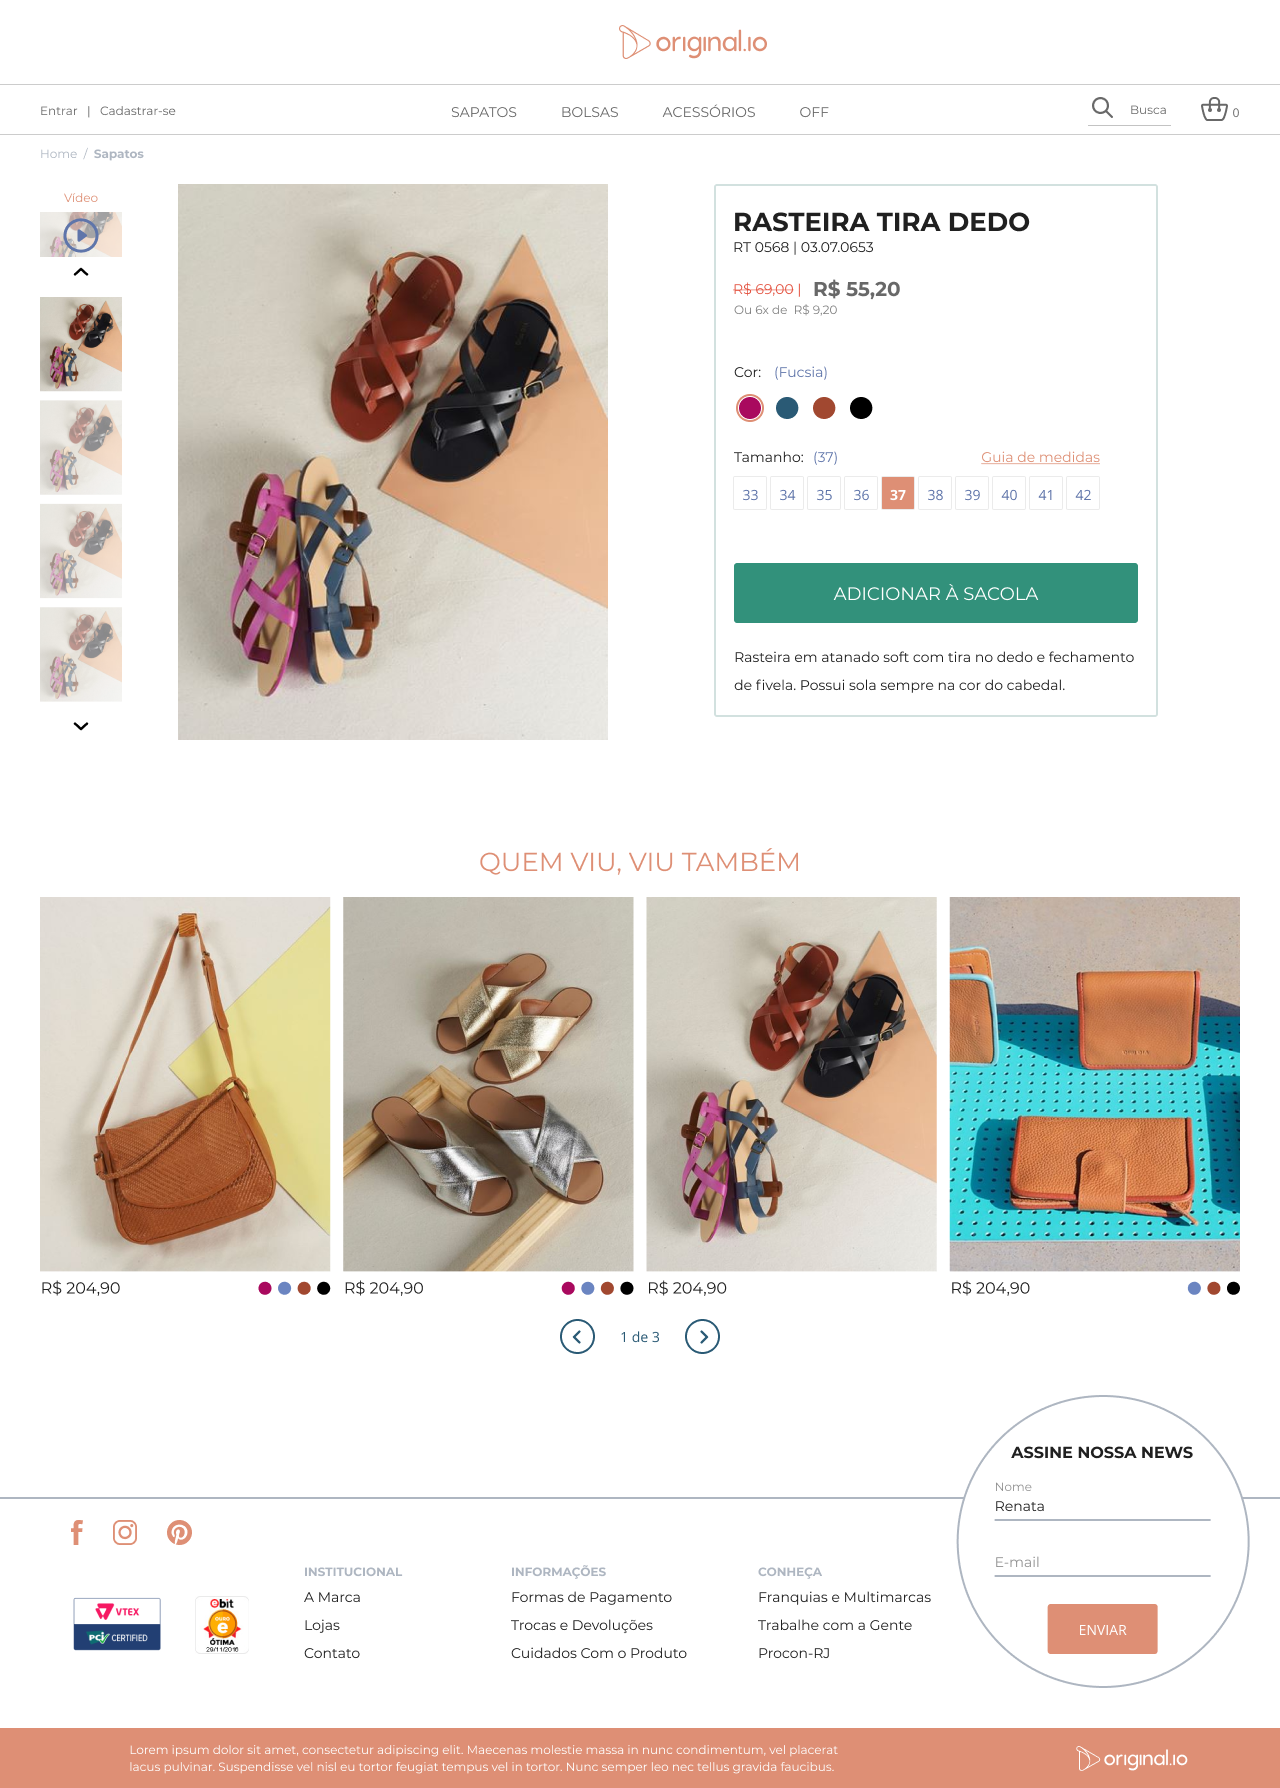 original.io
Entrar | Cadastrar-se
SAPATOS BOLSAS ACESSÓRIOS OFF
Busca
0
Home / Sapatos
Vídeo
RASTEIRA TIRA DEDO
RT 0568 | 03.07.0653
R$ 69,00 | R$ 55,20
Ou 6x de R$ 9,20
Cor: (Fucsia)
Tamanho: (37)
Guia de medidas
33 34 35 36 37 38 39 40 41 42
ADICIONAR À SACOLA
Rasteira em atanado soft com tira no dedo e fechamento
de fivela. Possui sola sempre na cor do cabedal.
QUEM VIU, VIU TAMBÉM
R$ 204,90
R$ 204,90
R$ 204,90
R$ 204,90
1 de 3
ASSINE NOSSA NEWS
Nome
Renata
E-mail
ENVIAR
VTEX
PCI CERTIFIED
ebit
OURO
e
ÓTIMA
29/11/2016
INSTITUCIONAL
A Marca
Lojas
Contato
INFORMAÇÕES
Formas de Pagamento
Trocas e Devoluções
Cuidados Com o Produto
CONHEÇA
Franquias e Multimarcas
Trabalhe com a Gente
Procon-RJ
Lorem ipsum dolor sit amet, consectetur adipiscing elit. Maecenas molestie massa in nunc condimentum, vel placerat
lacus pulvinar. Suspendisse vel nisl eu tortor feugiat tempus vel in tortor. Nunc semper leo nec tellus gravida faucibus.
original.io